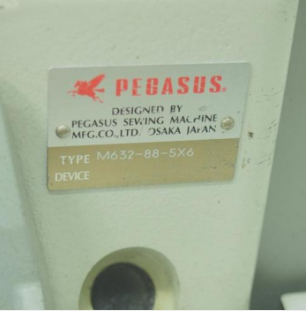 PEGASUS.
DESIGNED BY
PEGASUS SEWING MACHINE
MFG.CO.,LTD. OSAKA JAPAN
TYPE M632-88-5X6
DEVICE